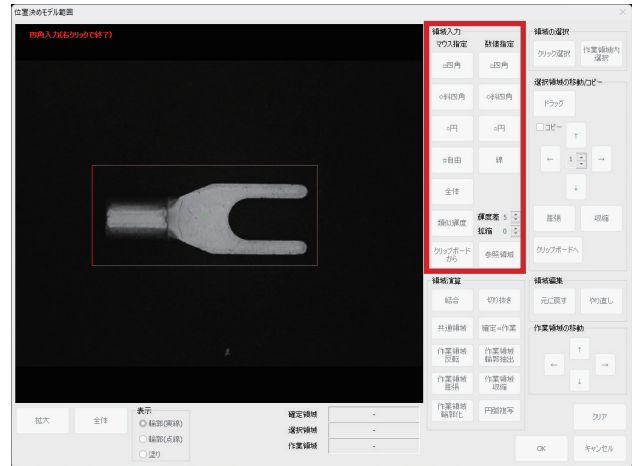 位置決めモデル範囲
四角入力(右クリックで終了)
領域入力
マウス指定 数値指定
□四角 □四角
◇斜四角 ◇斜四角
○円 ○円
☆自由 線
全体
類似輝度 輝度差 5
拡縮 0
クリップボードから 参照領域
領域演算
結合 切り抜き
共通領域 確定⇔作業
作業領域反転 作業領域輪郭抽出
作業領域膨張 作業領域収縮
作業領域輪郭化 円弧複写
領域の選択
クリック選択 作業領域内選択
選択領域の移動/コピー
ドラッグ
コピー
↑
← 1 →
↓
膨張 収縮
クリップボードへ
領域編集
元に戻す やり直し
作業領域の移動
↑
← →
↓
クリア
OK キャンセル
拡大 全体
表示
輪郭(実線)
輪郭(点線)
塗り
確定領域 -
選択領域 -
作業領域 -